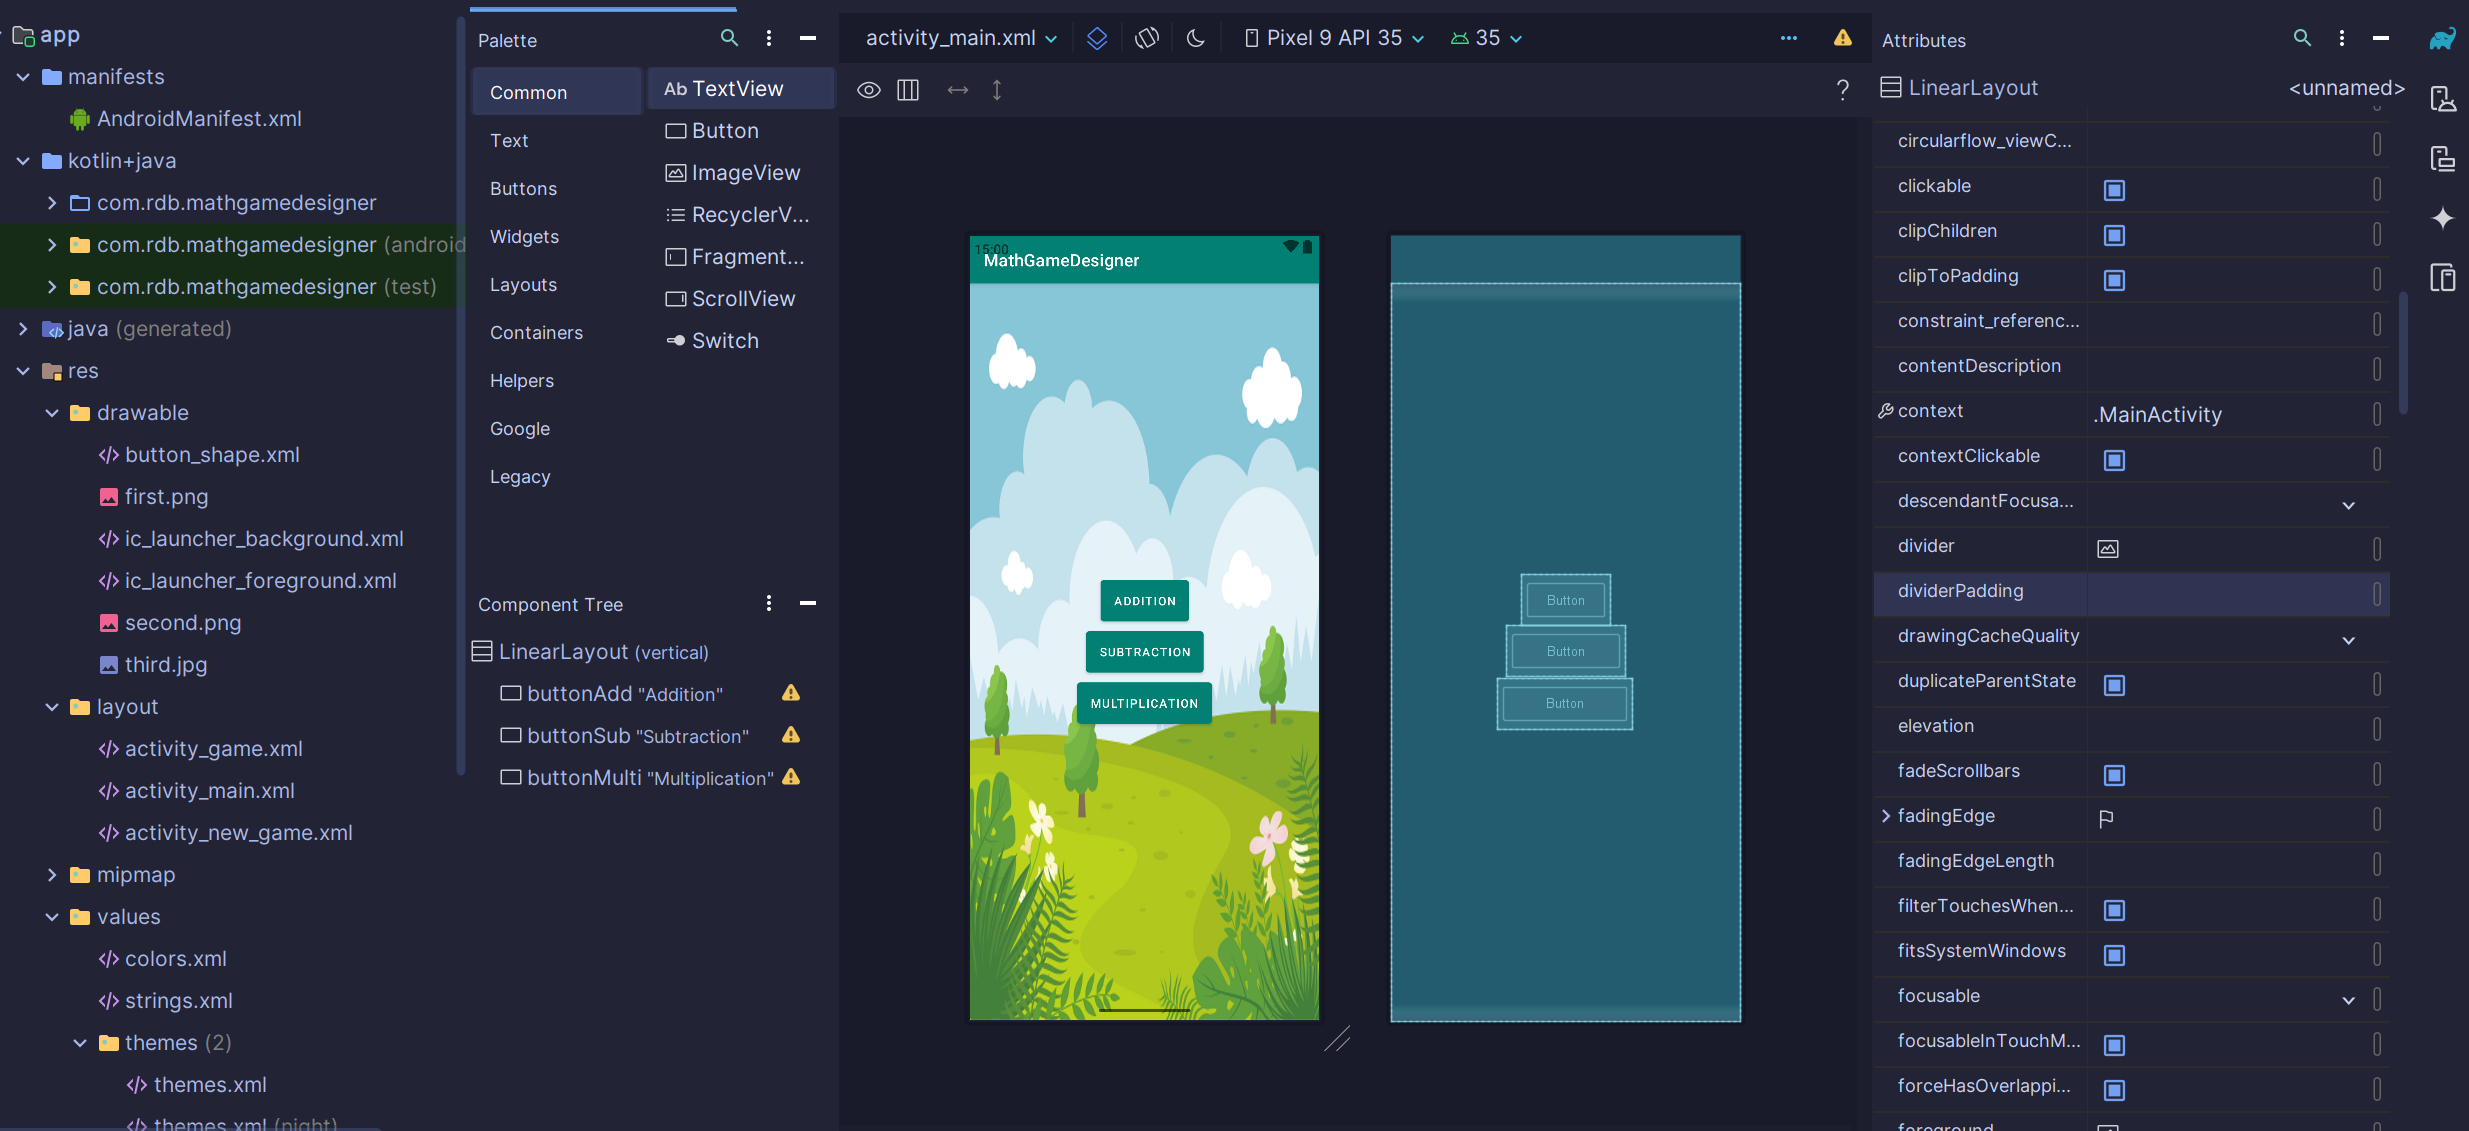 app
manifests
AndroidManifest.xml
kotlin+java
com.rdb.mathgamedesigner
com.rdb.mathgamedesigner (android
com.rdb.mathgamedesigner (test)
java (generated)
res
drawable
button_shape.xml
first.png
ic_launcher_background.xml
ic_launcher_foreground.xml
second.png
third.jpg
layout
activity_game.xml
activity_main.xml
activity_new_game.xml
mipmap
values
colors.xml
strings.xml
themes (2)
themes.xml
themes.xml (night)
Palette
Common
Text
Buttons
Widgets
Layouts
Containers
Helpers
Google
Legacy
Ab TextView
Button
ImageView
RecyclerV...
Fragment...
ScrollView
Switch
Component Tree
LinearLayout (vertical)
buttonAdd "Addition"
buttonSub "Subtraction"
buttonMulti "Multiplication"
activity_main.xml
Pixel 9 API 35
35
?
15:00
MathGameDesigner
ADDITION
SUBTRACTION
MULTIPLICATION
Button
Button
Button
Attributes
LinearLayout <unnamed>
circularflow_viewC...
clickable
clipChildren
clipToPadding
constraint_referenc...
contentDescription
context .MainActivity
contextClickable
descendantFocusa...
divider
dividerPadding
drawingCacheQuality
duplicateParentState
elevation
fadeScrollbars
fadingEdge
fadingEdgeLength
filterTouchesWhen...
fitsSystemWindows
focusable
focusableInTouchM...
forceHasOverlappi...
foreground